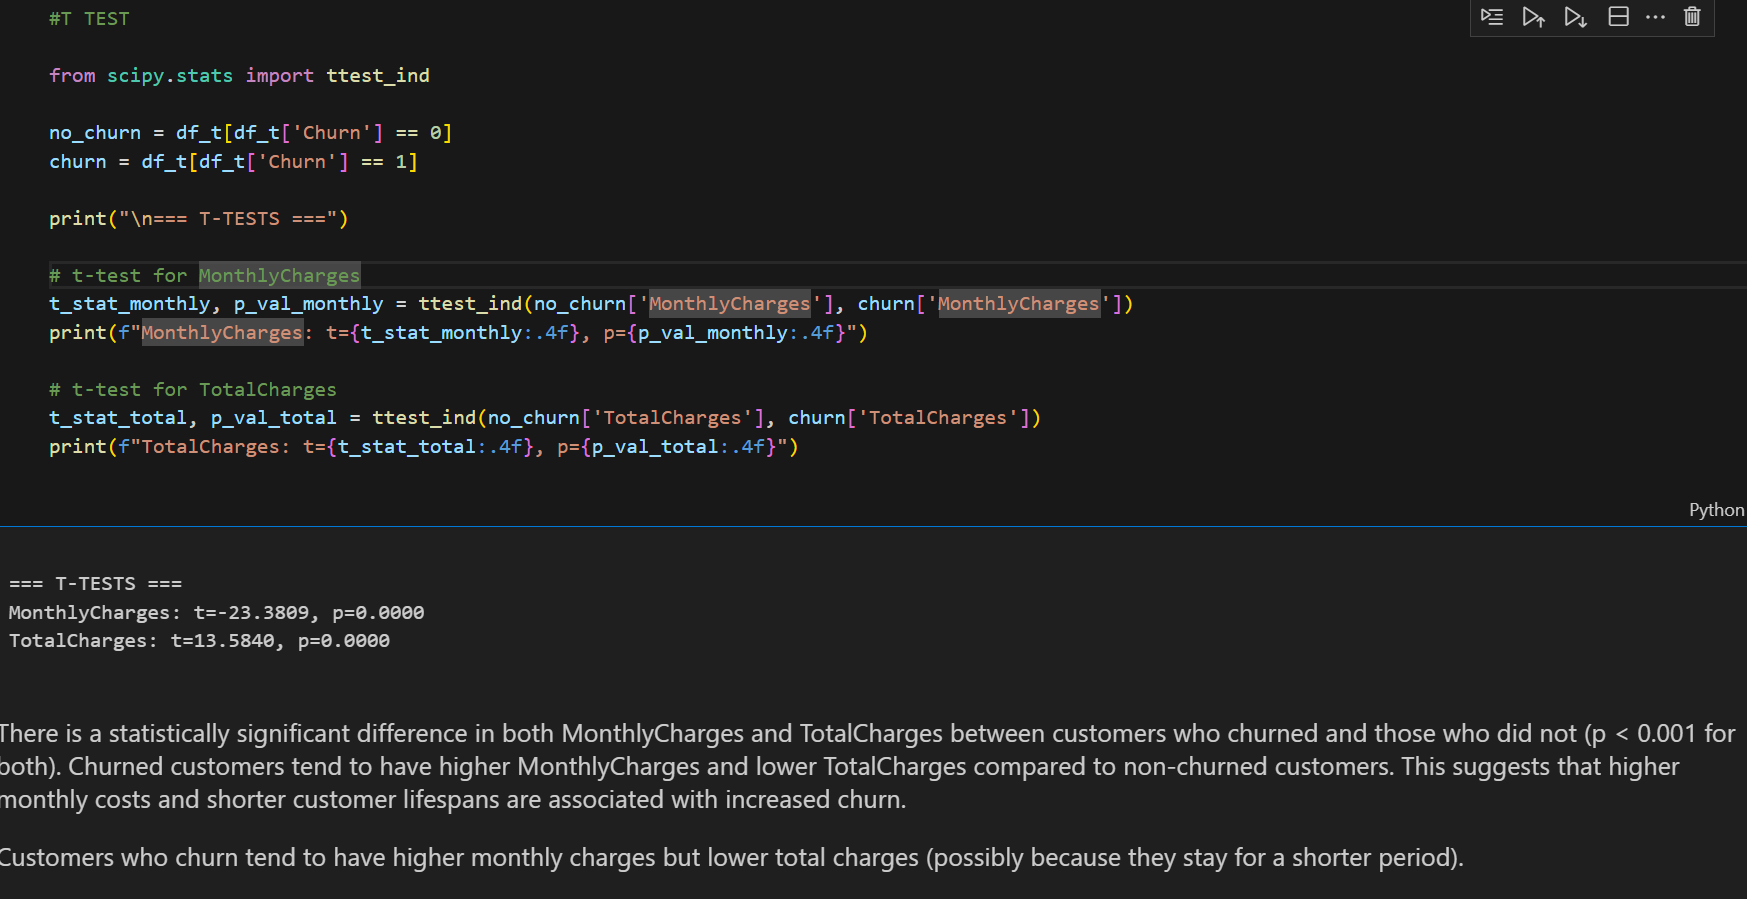 #T TEST
from scipy.stats import ttest_ind
no_churn = df_t[df_t['Churn'] == 0]
churn = df_t[df_t['Churn'] == 1]
print("\n=== T-TESTS ===")
# t-test for MonthlyCharges
t_stat_monthly, p_val_monthly = ttest_ind(no_churn['MonthlyCharges'], churn['MonthlyCharges'])
print(f"MonthlyCharges: t={t_stat_monthly:.4f}, p={p_val_monthly:.4f}")
# t-test for TotalCharges
t_stat_total, p_val_total = ttest_ind(no_churn['TotalCharges'], churn['TotalCharges'])
print(f"TotalCharges: t={t_stat_total:.4f}, p={p_val_total:.4f}")
Python
=== T-TESTS ===
MonthlyCharges: t=-23.3809, p=0.0000
TotalCharges: t=13.5840, p=0.0000
There is a statistically significant difference in both MonthlyCharges and TotalCharges between customers who churned and those who did not (p < 0.001 for
both). Churned customers tend to have higher MonthlyCharges and lower TotalCharges compared to non-churned customers. This suggests that higher
monthly costs and shorter customer lifespans are associated with increased churn.
Customers who churn tend to have higher monthly charges but lower total charges (possibly because they stay for a shorter period).